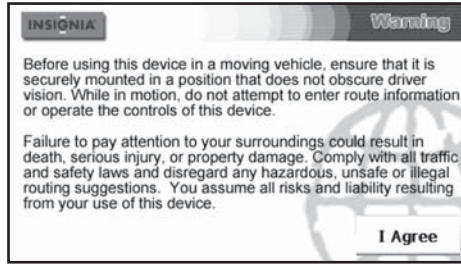 INSIGNIA
Warning
Before using this device in a moving vehicle, ensure that it is
securely mounted in a position that does not obscure driver
vision. While in motion, do not attempt to enter route information
or operate the controls of this device.
Failure to pay attention to your surroundings could result in
death, serious injury, or property damage. Comply with all traffic
and safety laws and disregard any hazardous, unsafe or illegal
routing suggestions. You assume all risks and liability resulting
from your use of this device.
I Agree